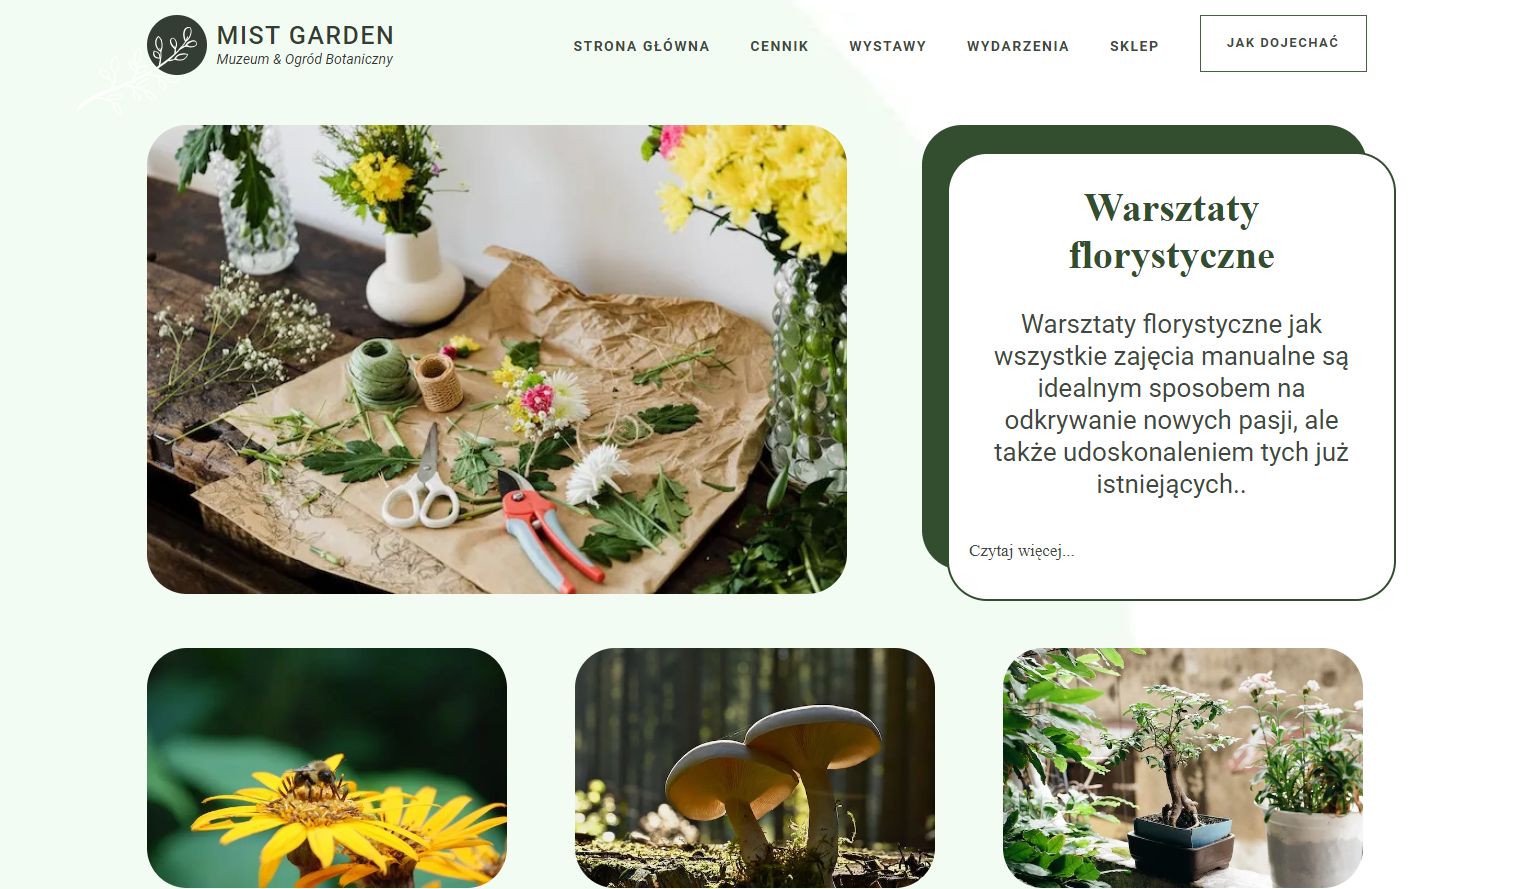 MIST GARDEN
Muzeum & Ogród Botaniczny
STRONA GŁÓWNA
CENNIK
WYSTAWY
WYDARZENIA
SKLEP
JAK DOJECHAĆ
Warsztaty
florystyczne
Warsztaty florystyczne jak
wszystkie zajęcia manualne są
idealnym sposobem na
odkrywanie nowych pasji, ale
także udoskonaleniem tych już
istniejących..
Czytaj więcej...